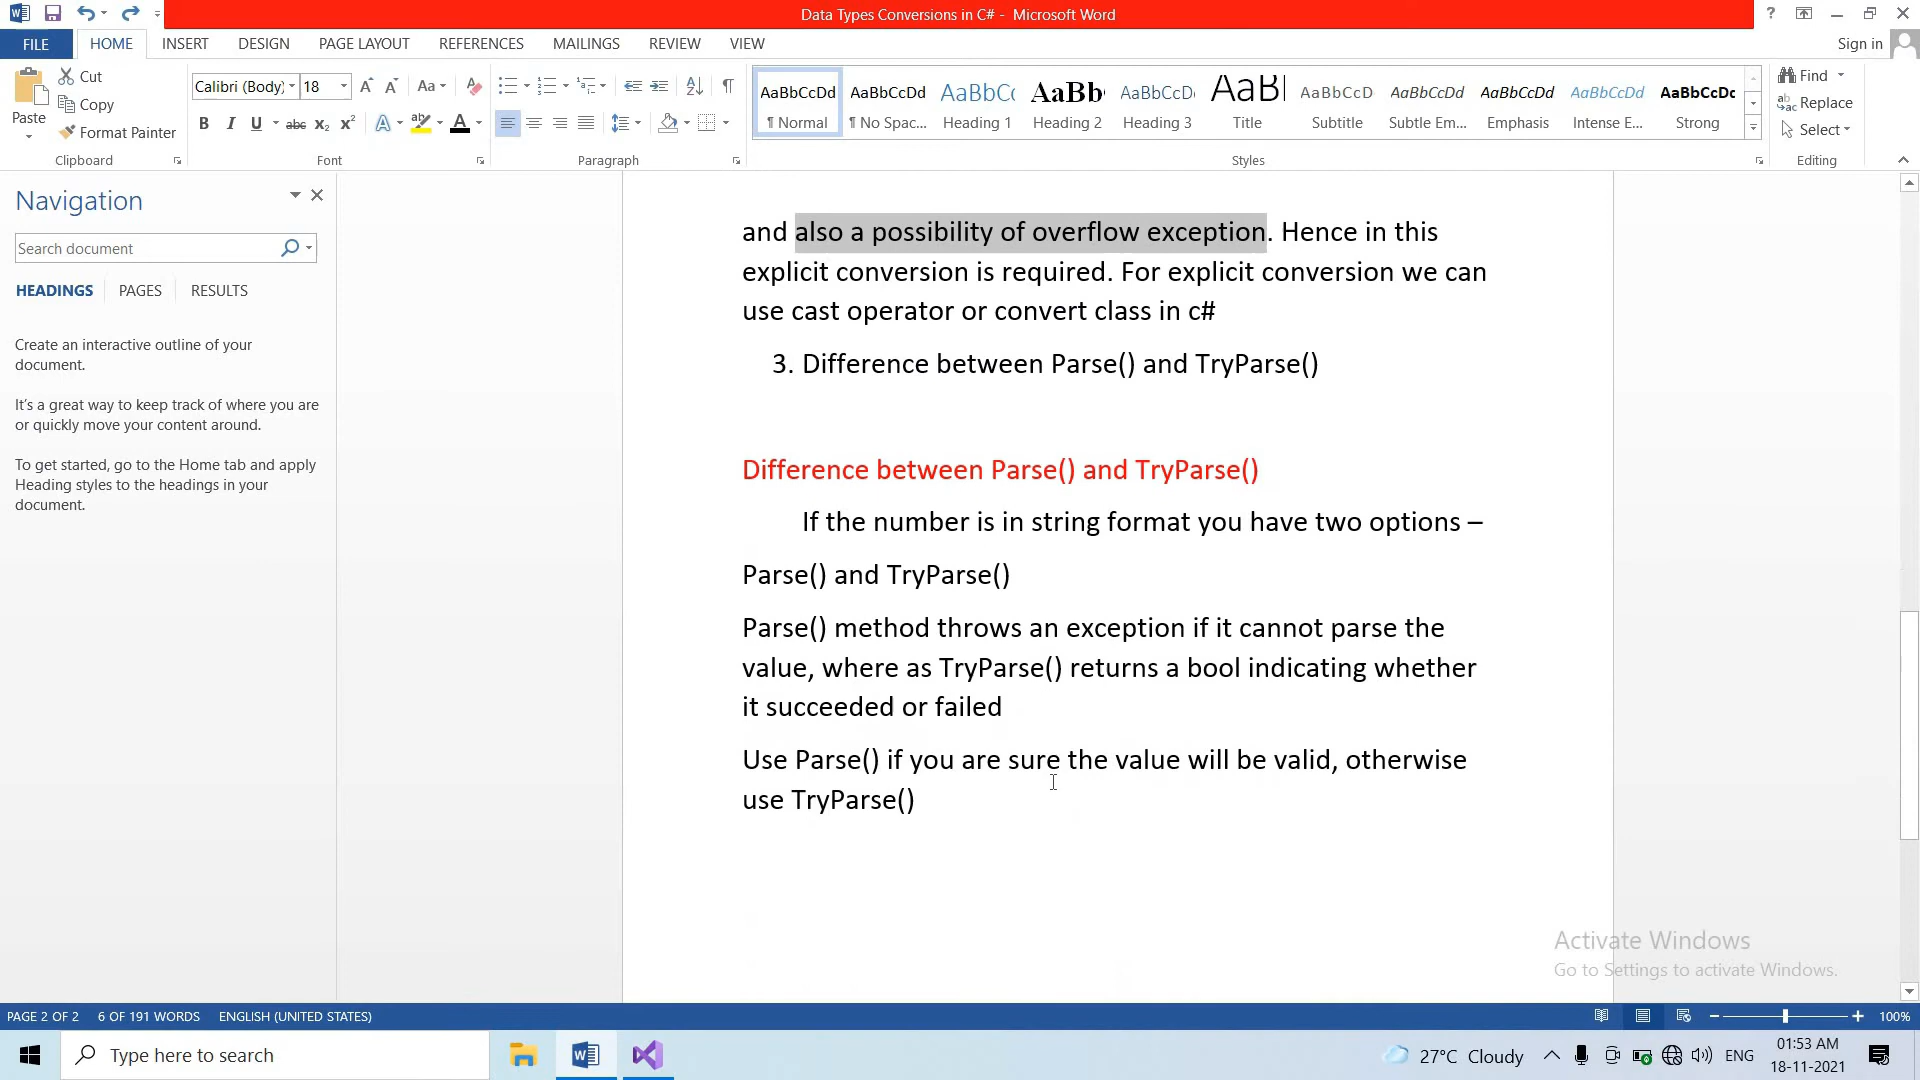 Data Types Conversions in C# - Microsoft Word
FILE HOME INSERT DESIGN PAGE LAYOUT REFERENCES MAILINGS REVIEW VIEW Sign in
Cut
Copy
Format Painter
Paste
Clipboard
Calibri (Body) 18
Font
Paragraph
AaBbCcDd AaBbCcDd AaBbCc AaBb AaBbCcDd AaB AaBbCcD AaBbCcDd AaBbCcDd AaBbCcDd AaBbCcDd
¶ Normal ¶ No Spac... Heading 1 Heading 2 Heading 3 Title Subtitle Subtle Em... Emphasis Intense E... Strong
Styles
Find
Replace
Select
Editing
Navigation
Search document
HEADINGS PAGES RESULTS
Create an interactive outline of your
document.
It's a great way to keep track of where you are
or quickly move your content around.
To get started, go to the Home tab and apply
Heading styles to the headings in your
document.
and also a possibility of overflow exception. Hence in this
explicit conversion is required. For explicit conversion we can
use cast operator or convert class in c#
3. Difference between Parse() and TryParse()
Difference between Parse() and TryParse()
If the number is in string format you have two options –
Parse() and TryParse()
Parse() method throws an exception if it cannot parse the
value, where as TryParse() returns a bool indicating whether
it succeeded or failed
Use Parse() if you are sure the value will be valid, otherwise
use TryParse()
Activate Windows
Go to Settings to activate Windows.
PAGE 2 OF 2 6 OF 191 WORDS ENGLISH (UNITED STATES) 100%
Type here to search
27°C Cloudy
ENG
01:53 AM
18-11-2021